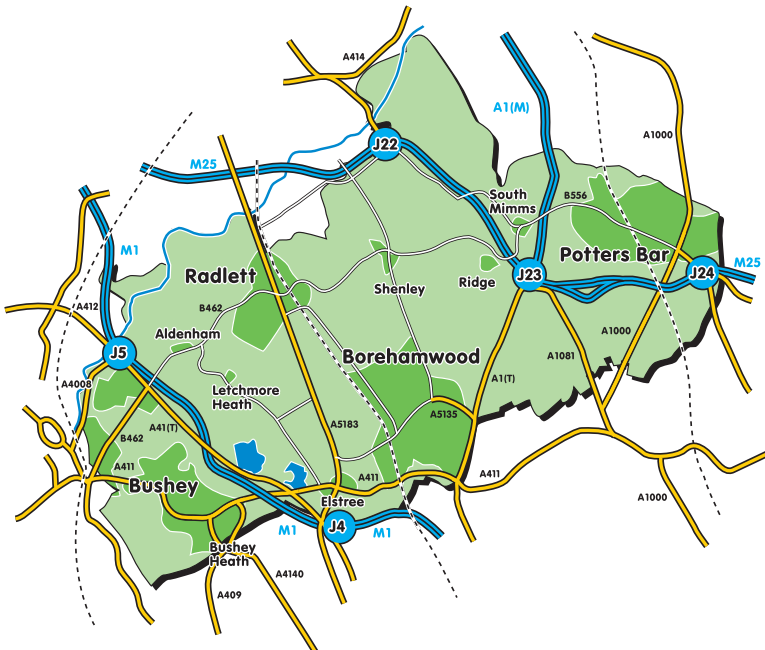 A414
A1(M)
A1000
J22
M25
South
Mimms
B556
M1
Potters Bar
Radlett
J23
J24
M25
Shenley
Ridge
B462
A412
Aldenham
J5
A1000
A1081
Borehamwood
A4008
Letchmore
Heath
A1(T)
A5135
A41(T)
A5183
B462
A411
A411
A411
Bushey
A1000
Elstree
M1
J4
M1
Bushey
Heath
A4140
A409